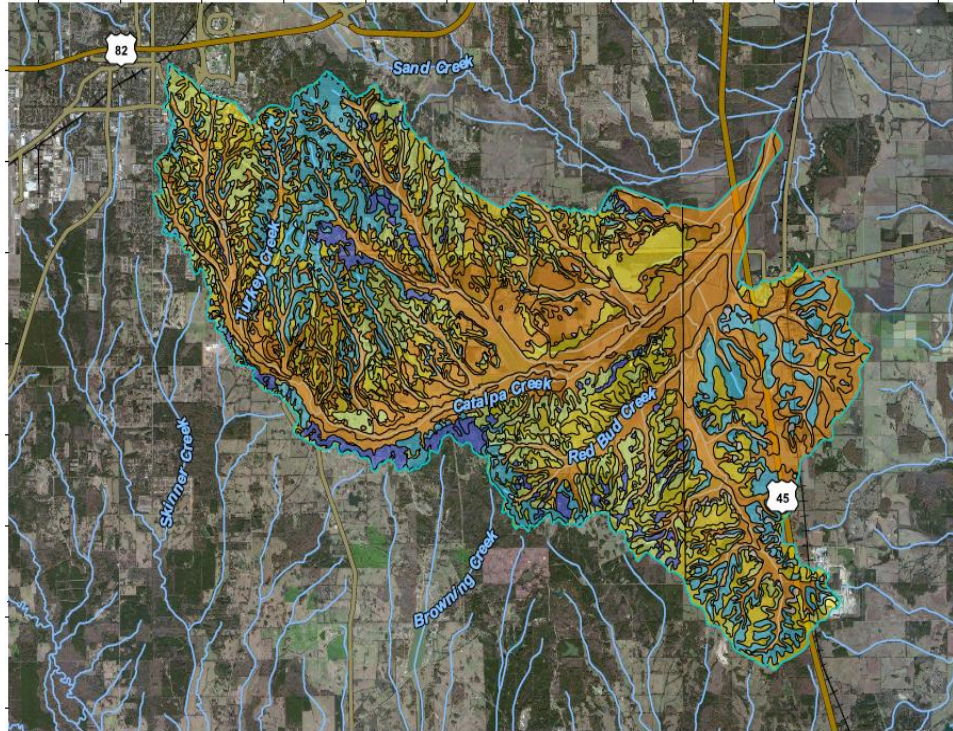 82
Sand Creek
Turkey Creek
Catalpa Creek
Red Bud Creek
Skinner Creek
45
Browning Creek